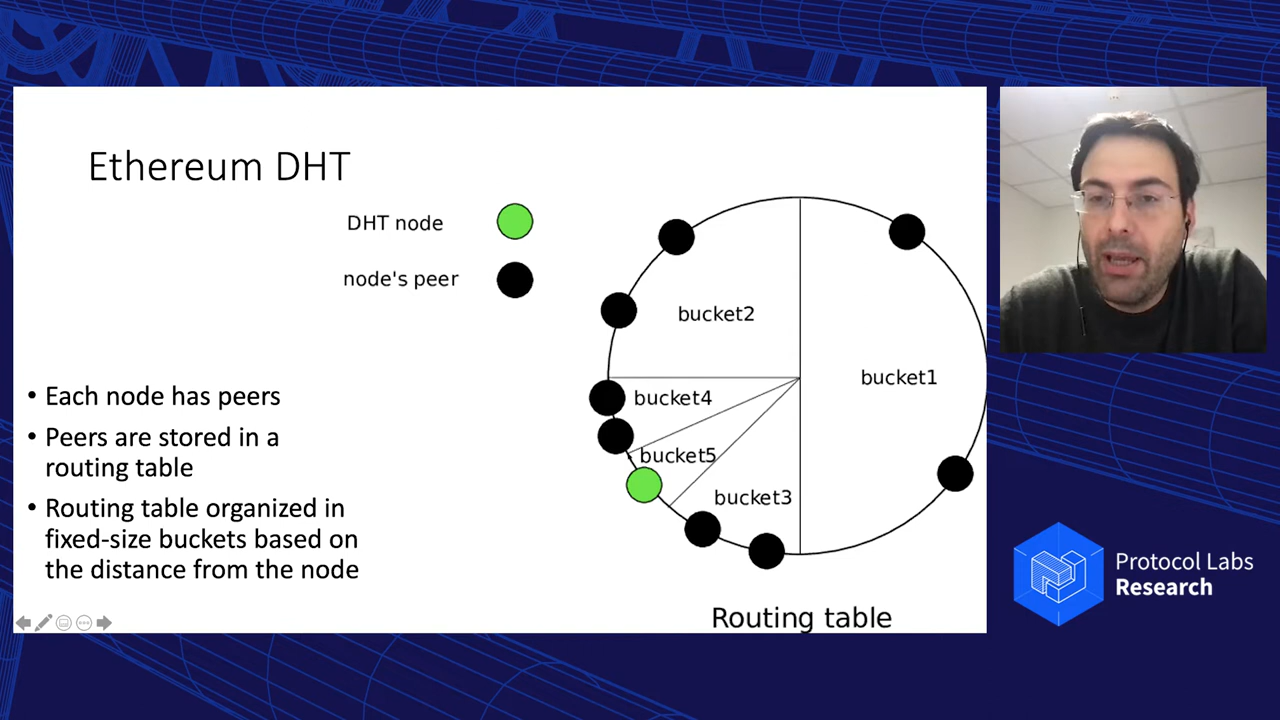 Ethereum DHT
DHT node
node's peer
• Each node has peers
• Peers are stored in a
routing table
• Routing table organized in
fixed-size buckets based on
the distance from the node
bucket2
bucket1
bucket4
bucket5
bucket3
Routing table
Protocol Labs
Research